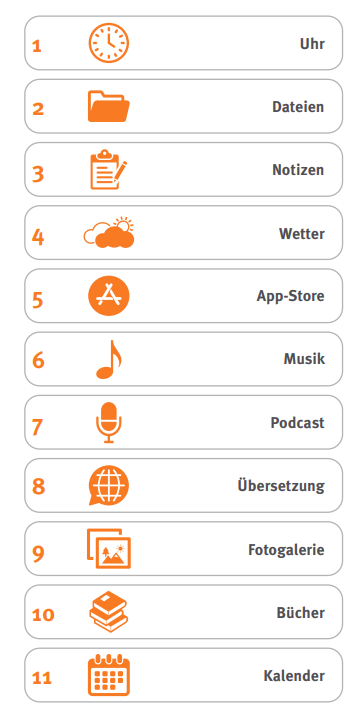 1 Uhr
2 Dateien
3 Notizen
4 Wetter
5 App-Store
6 Musik
7 Podcast
8 Übersetzung
9 Fotogalerie
10 Bücher
11 Kalender